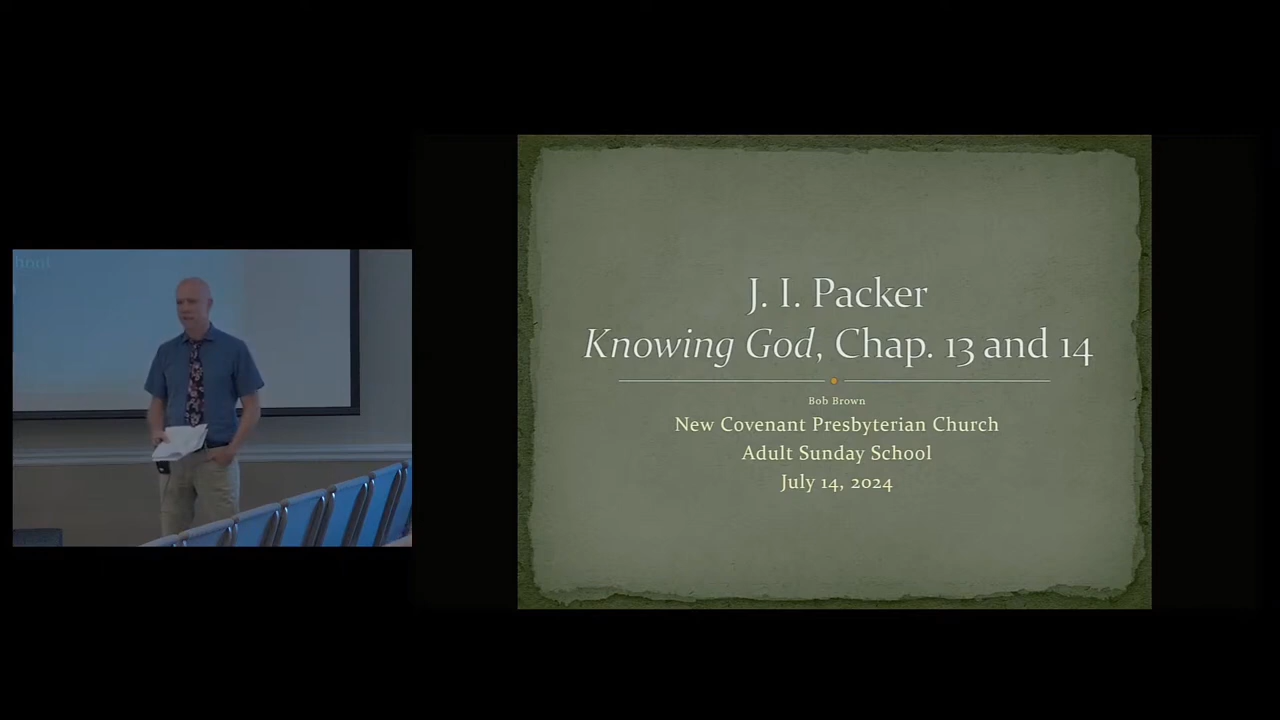 J. I. Packer
Knowing God, Chap. 13 and 14
Bob Brown
New Covenant Presbyterian Church
Adult Sunday School
July 14, 2024